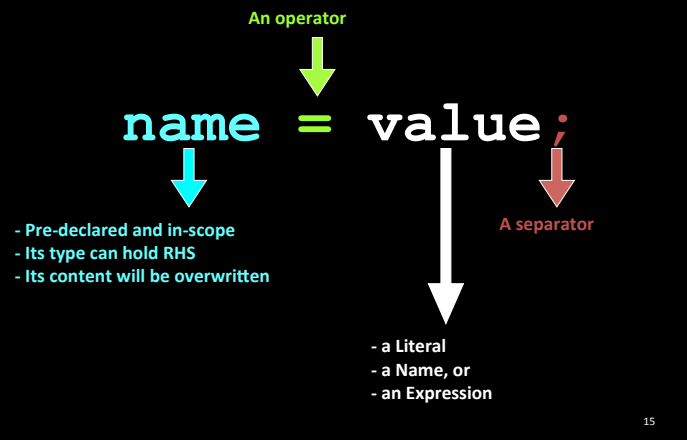 An operator
name = value;
- Pre-declared and in-scope
- Its type can hold RHS
- Its content will be overwritten
A separator
- a Literal
- a Name, or
- an Expression
15